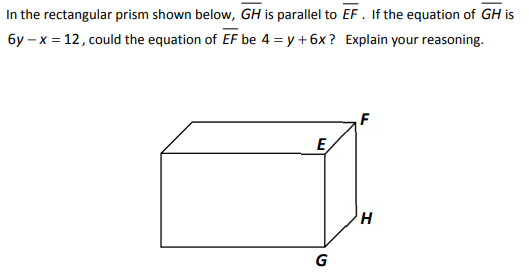 In the rectangular prism shown below, GH is parallel to EF . If the equation of GH is
6y – x = 12, could the equation of EF be 4 = y + 6x ? Explain your reasoning.
F
E
H
G